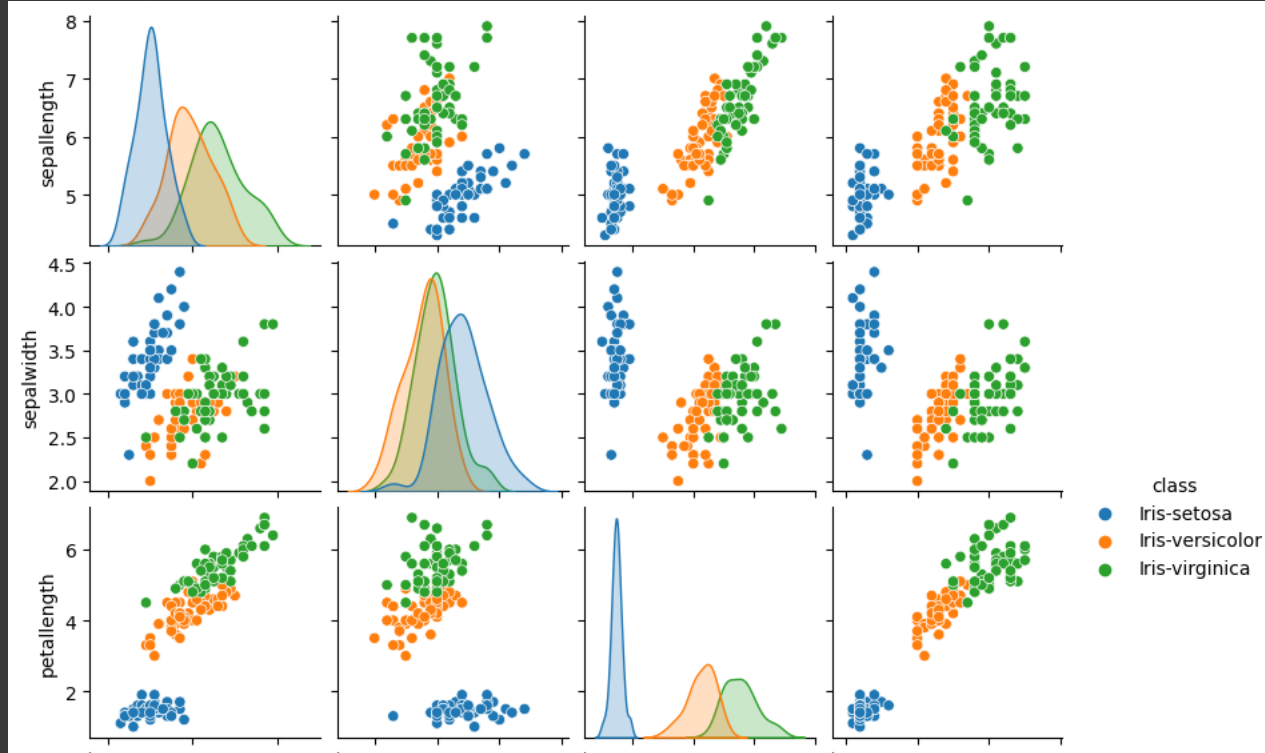 8
7
6
5
sepallength
4.5
4.0
3.5
3.0
2.5
2.0
sepalwidth
6
4
2
petallength
class
Iris-setosa
Iris-versicolor
Iris-virginica